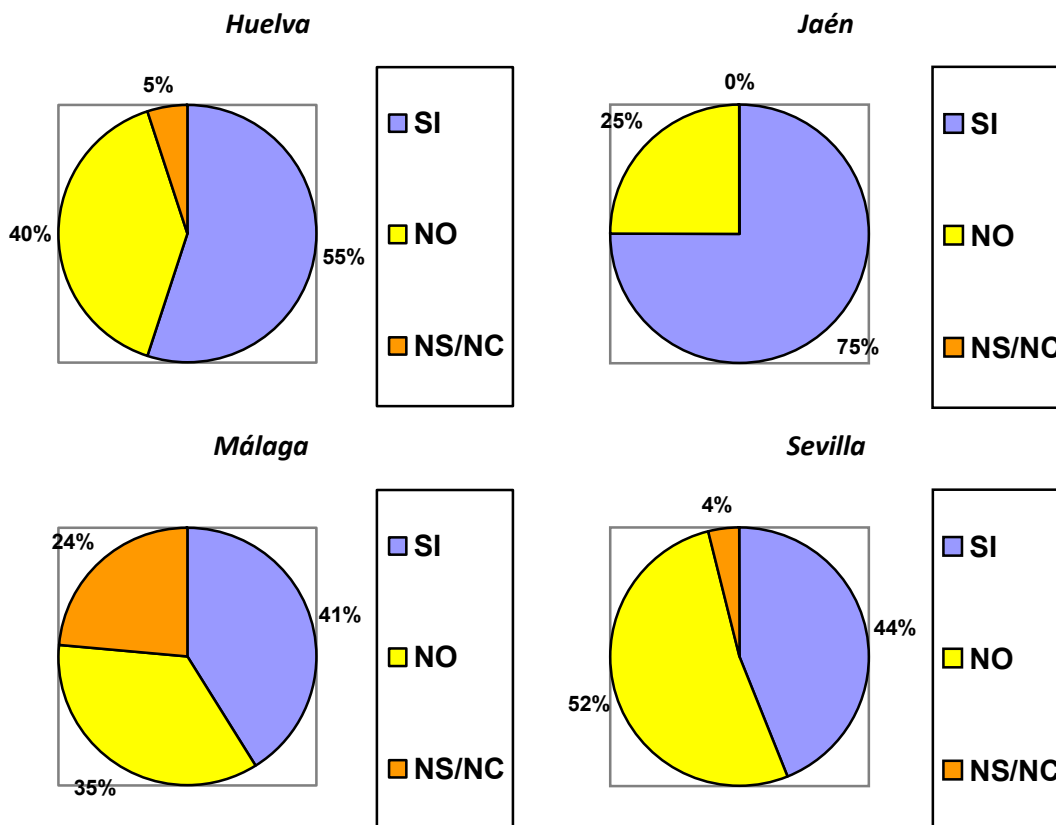 Huelva
5%
40%
55%
SI
NO
NS/NC
Jaén
0%
25%
75%
SI
NO
NS/NC
Málaga
24%
41%
35%
SI
NO
NS/NC
Sevilla
4%
44%
52%
SI
NO
NS/NC